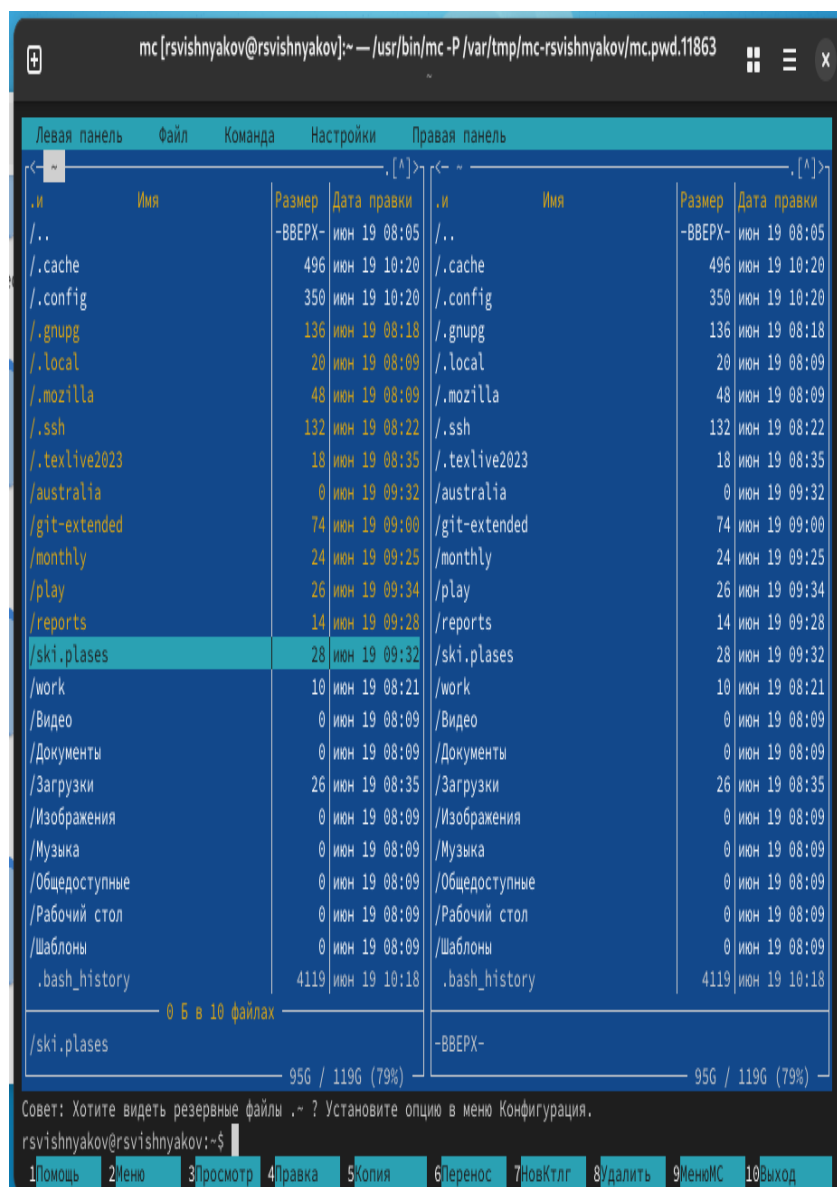 mc [rsvishnyakov@rsvishnyakov]:~ — /usr/bin/mc -P /var/tmp/mc-rsvishnyakov/mc.pwd.11863
~
Левая панель Файл Команда Настройки Правая панель
<— ~ .[^]> <— ~ .[^]>
.и Имя Размер Дата правки .и Имя Размер Дата правки
/.. -ВВЕРХ- июн 19 08:05 /.. -ВВЕРХ- июн 19 08:05
/.cache 496 июн 19 10:20 /.cache 496 июн 19 10:20
/.config 350 июн 19 10:20 /.config 350 июн 19 10:20
/.gnupg 136 июн 19 08:18 /.gnupg 136 июн 19 08:18
/.local 20 июн 19 08:09 /.local 20 июн 19 08:09
/.mozilla 48 июн 19 08:09 /.mozilla 48 июн 19 08:09
/.ssh 132 июн 19 08:22 /.ssh 132 июн 19 08:22
/.texlive2023 18 июн 19 08:35 /.texlive2023 18 июн 19 08:35
/australia 0 июн 19 09:32 /australia 0 июн 19 09:32
/git-extended 74 июн 19 09:00 /git-extended 74 июн 19 09:00
/monthly 24 июн 19 09:25 /monthly 24 июн 19 09:25
/play 26 июн 19 09:34 /play 26 июн 19 09:34
/reports 14 июн 19 09:28 /reports 14 июн 19 09:28
/ski.plases 28 июн 19 09:32 /ski.plases 28 июн 19 09:32
/work 10 июн 19 08:21 /work 10 июн 19 08:21
/Видео 0 июн 19 08:09 /Видео 0 июн 19 08:09
/Документы 0 июн 19 08:09 /Документы 0 июн 19 08:09
/Загрузки 26 июн 19 08:35 /Загрузки 26 июн 19 08:35
/Изображения 0 июн 19 08:09 /Изображения 0 июн 19 08:09
/Музыка 0 июн 19 08:09 /Музыка 0 июн 19 08:09
/Общедоступные 0 июн 19 08:09 /Общедоступные 0 июн 19 08:09
/Рабочий стол 0 июн 19 08:09 /Рабочий стол 0 июн 19 08:09
/Шаблоны 0 июн 19 08:09 /Шаблоны 0 июн 19 08:09
.bash_history 4119 июн 19 10:18 .bash_history 4119 июн 19 10:18
0 Б в 10 файлах
/ski.plases -ВВЕРХ-
95G / 119G (79%) 95G / 119G (79%)
Совет: Хотите видеть резервные файлы .~ ? Установите опцию в меню Конфигурация.
rsvishnyakov@rsvishnyakov:~$
1Помощь 2Меню 3Просмотр 4Правка 5Копия 6Перенос 7НовКтлг 8Удалить 9МенюMC 10Выход